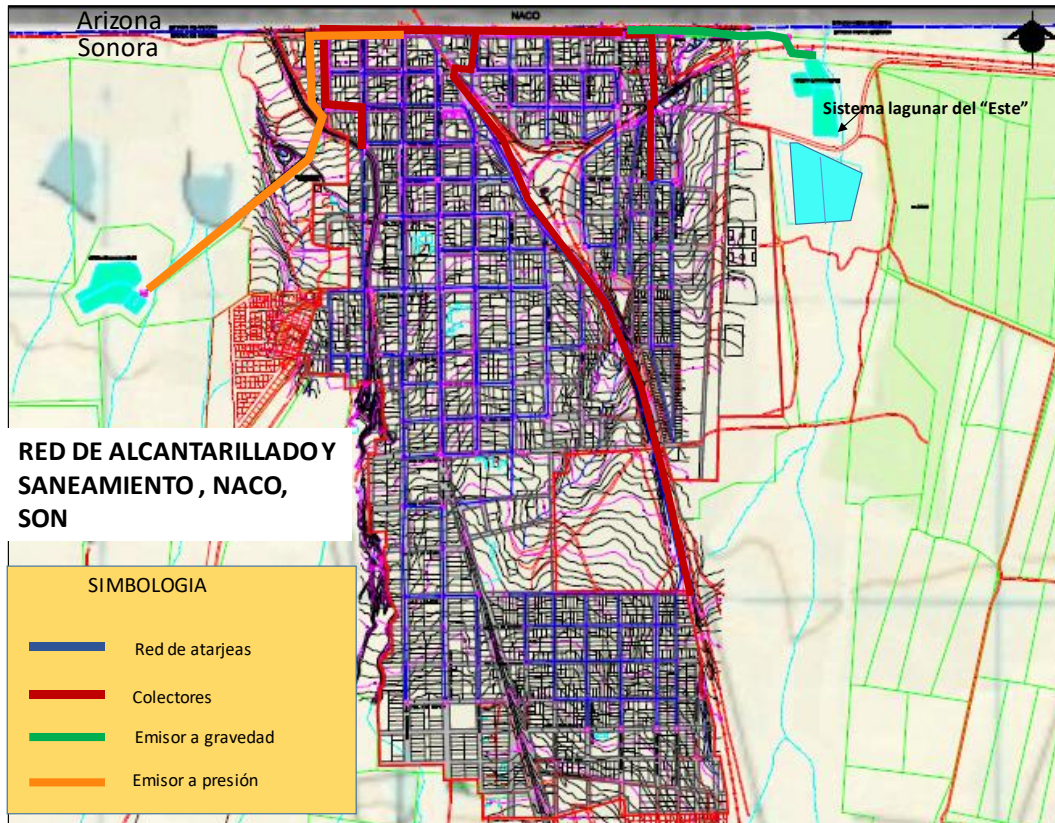 NACO
Arizona
Sonora
Sistema lagunar del “Este”
RED DE ALCANTARILLADO Y
SANEAMIENTO , NACO,
SON
SIMBOLOGIA
Red de atarjeas
Colectores
Emisor a gravedad
Emisor a presión